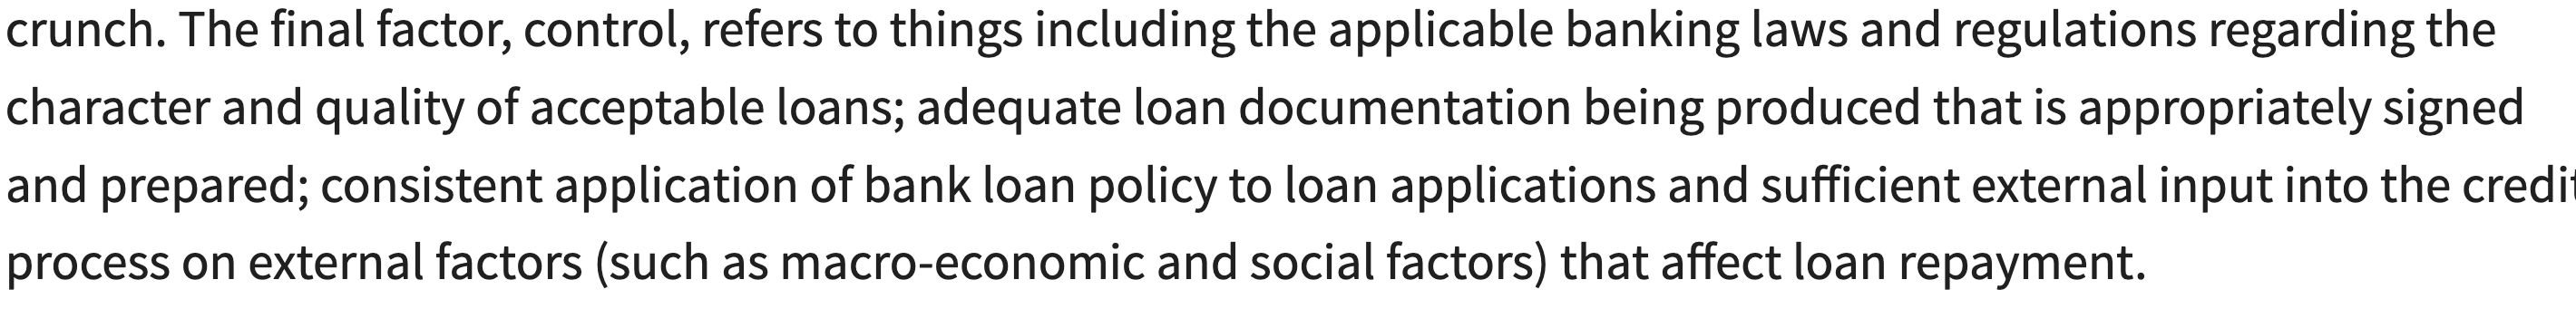 crunch. The final factor, control, refers to things including the applicable banking laws and regulations regarding the
character and quality of acceptable loans; adequate loan documentation being produced that is appropriately signed
and prepared; consistent application of bank loan policy to loan applications and sufficient external input into the credit
process on external factors (such as macro-economic and social factors) that affect loan repayment.